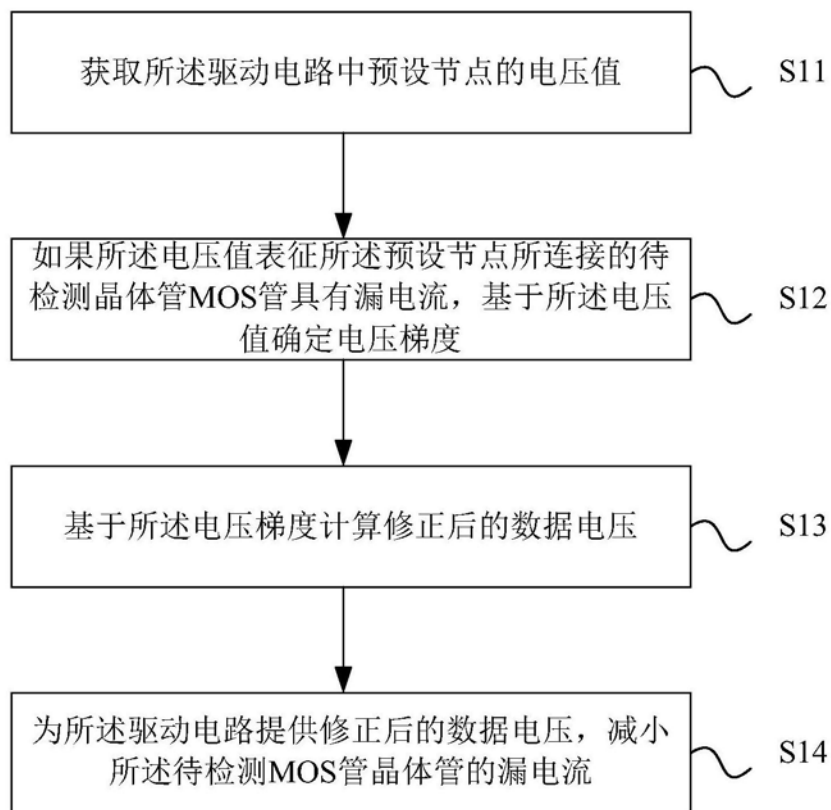 获取所述驱动电路中预设节点的电压值
S11
如果所述电压值表征所述预设节点所连接的待
检测晶体管MOS管具有漏电流，基于所述电压
值确定电压梯度
S12
基于所述电压梯度计算修正后的数据电压
S13
为所述驱动电路提供修正后的数据电压，减小
所述待检测MOS管晶体管的漏电流
S14